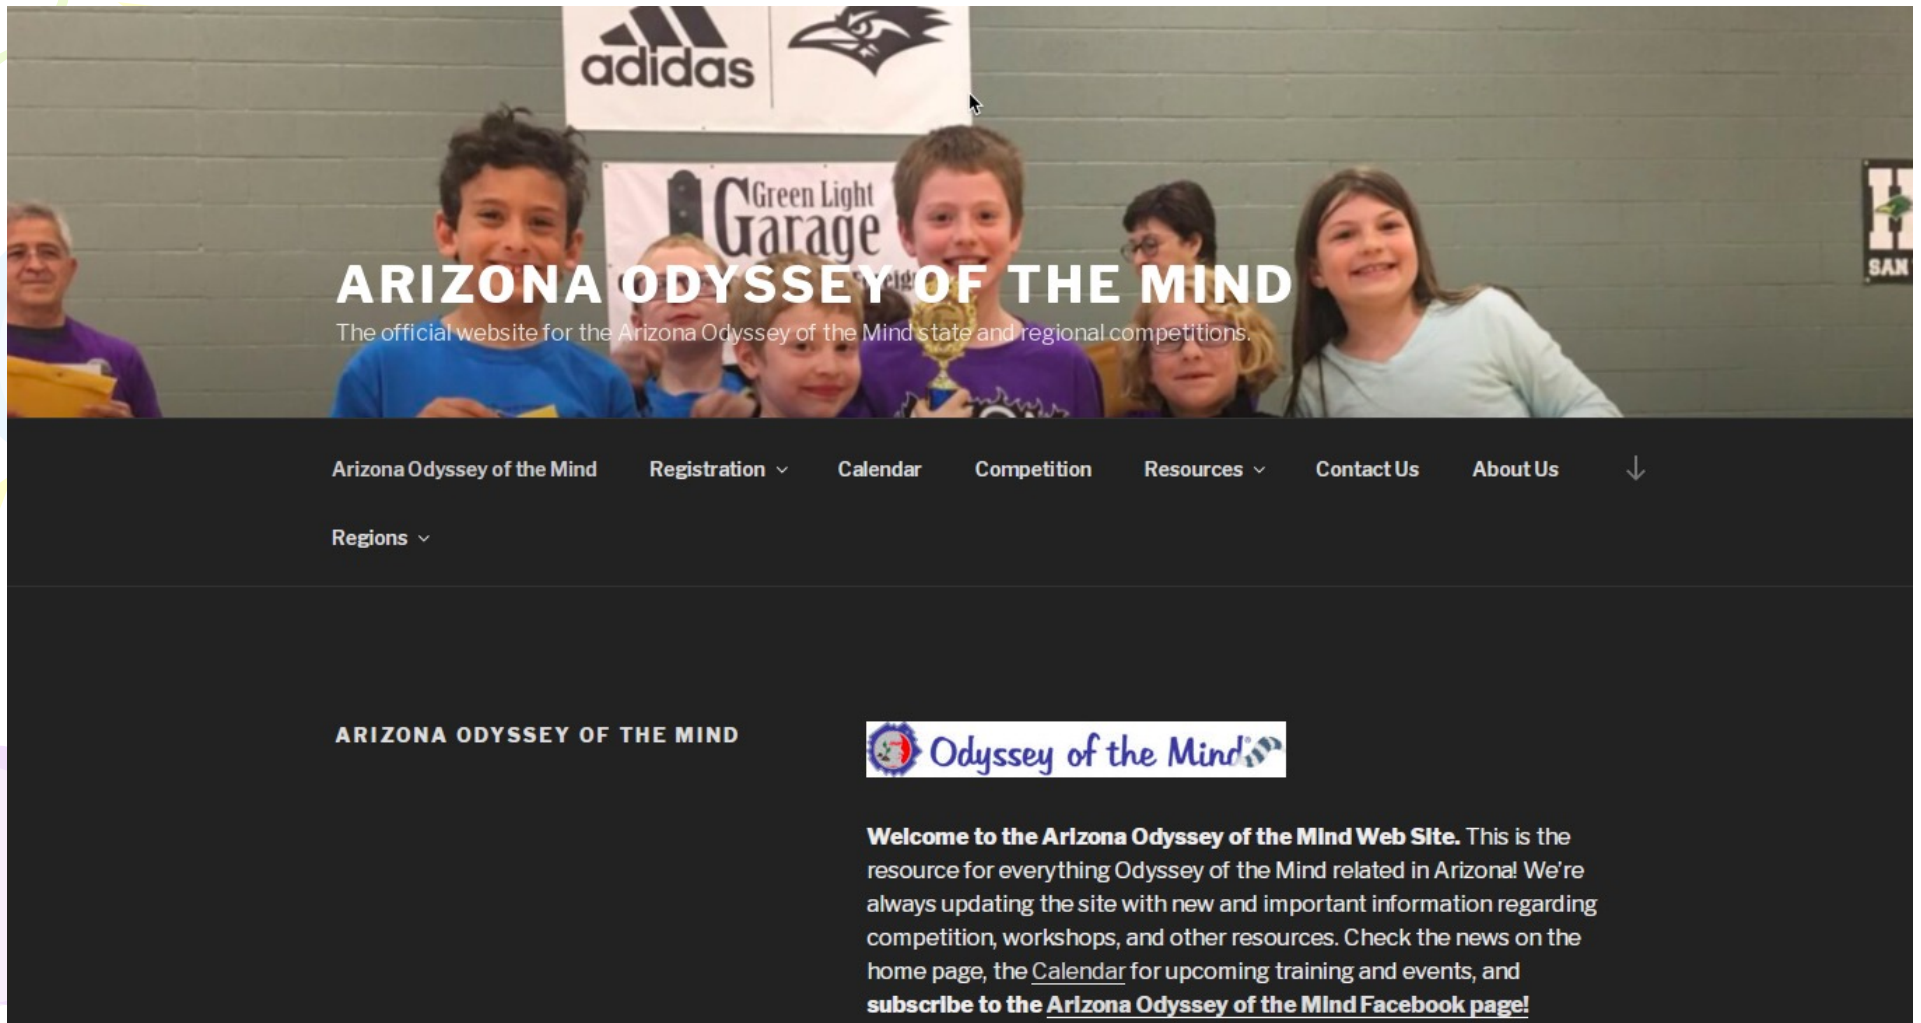 adidas
Green Light
Garage
ARIZONA ODYSSEY OF THE MIND
The official website for the Arizona Odyssey of the Mind state and regional competitions.
SAN
Arizona Odyssey of the Mind Registration Calendar Competition Resources Contact Us About Us
Regions
ARIZONA ODYSSEY OF THE MIND
Odyssey of the Mind
Welcome to the Arizona Odyssey of the Mind Web Site. This is the
resource for everything Odyssey of the Mind related in Arizona! We're
always updating the site with new and important information regarding
competition, workshops, and other resources. Check the news on the
home page, the Calendar for upcoming training and events, and
subscribe to the Arizona Odyssey of the Mind Facebook page!